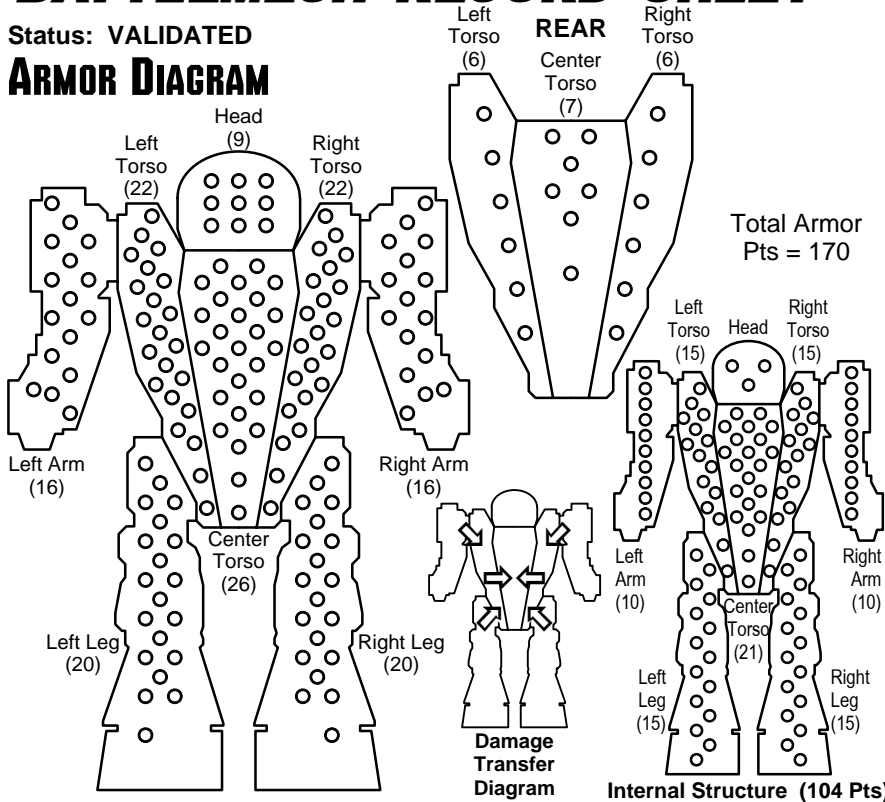 BATTLEMECH RECORD SHEET
Status: VALIDATED
ARMOR DIAGRAM
Left
Torso
(6)
REAR
Center
Torso
(7)
Right
Torso
(6)
Left
Torso
(22)
Head
(9)
Right
Torso
(22)
Total Armor
Pts = 170
Left Arm
(16)
Right Arm
(16)
Center
Torso
(26)
Left Leg
(20)
Right Leg
(20)
Left
Torso
(15)
Head
Right
Torso
(15)
Left
Arm
(10)
Right
Arm
(10)
Center
Torso
(21)
Left
Leg
(15)
Right
Leg
(15)
Damage
Transfer
Diagram
Internal Structure (104 Pts)